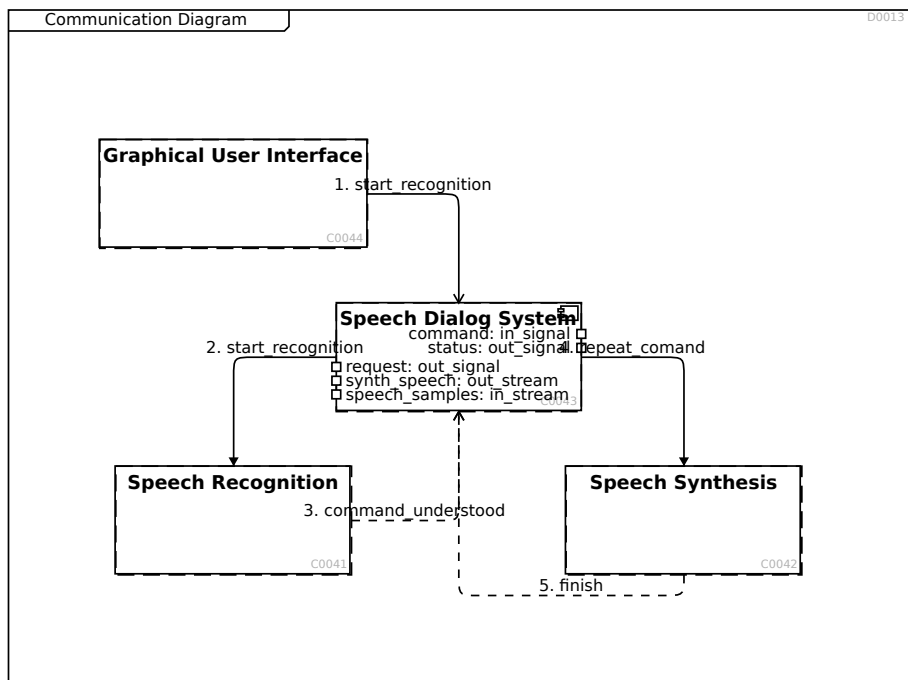 Communication Diagram
D0013
Graphical User Interface
1. start_recognition
C0044
Speech Dialog System
command: in_signal
2. start_recognition
status: out_signal
4. repeat_comand
request: out_signal
synth_speech: out_stream
speech_samples: in_stream
C0043
Speech Recognition
Speech Synthesis
3. command_understood
C0041
C0042
5. finish